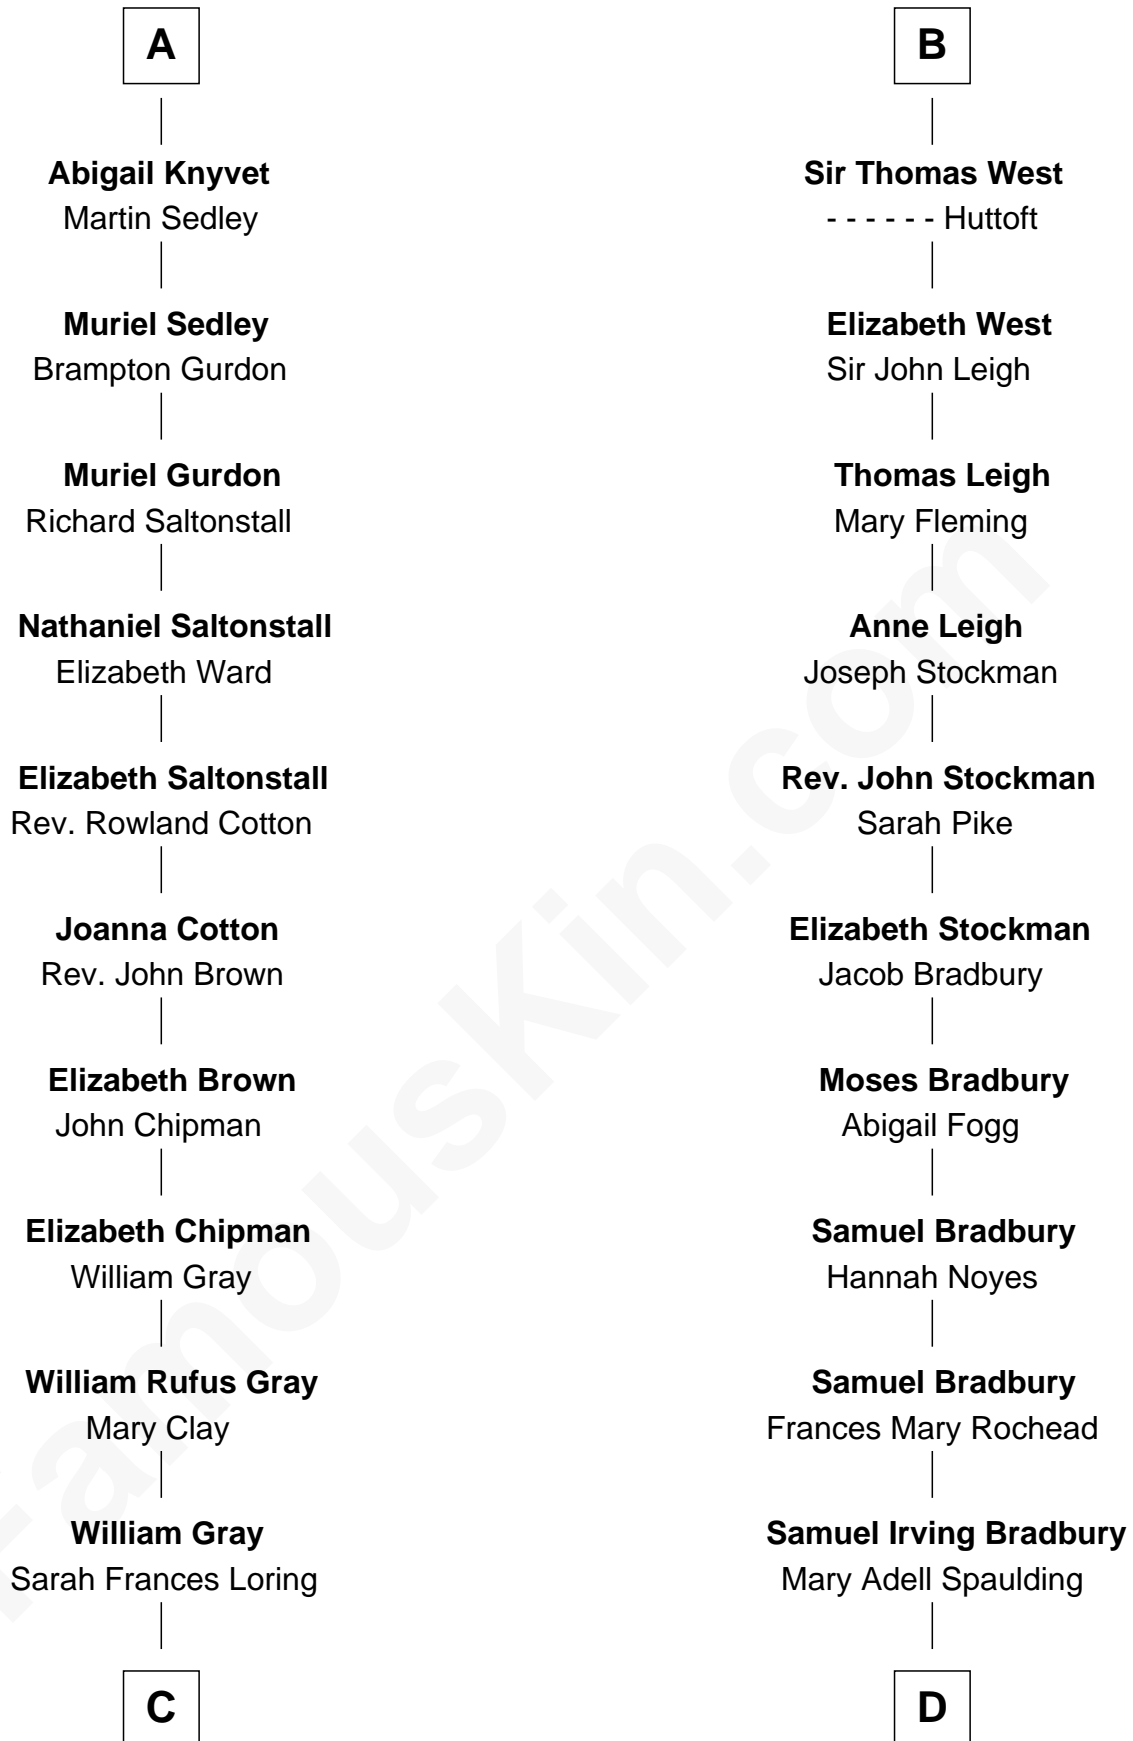 A
Abigail Knyvet
Martin Sedley
Muriel Sedley
Brampton Gurdon
Muriel Gurdon
Richard Saltonstall
Nathaniel Saltonstall
Elizabeth Ward
Elizabeth Saltonstall
Rev. Rowland Cotton
Joanna Cotton
Rev. John Brown
Elizabeth Brown
John Chipman
Elizabeth Chipman
William Gray
William Rufus Gray
Mary Clay
William Gray
Sarah Frances Loring
C
B
Sir Thomas West
- - - - - - Huttoft
Elizabeth West
Sir John Leigh
Thomas Leigh
Mary Fleming
Anne Leigh
Joseph Stockman
Rev. John Stockman
Sarah Pike
Elizabeth Stockman
Jacob Bradbury
Moses Bradbury
Abigail Fogg
Samuel Bradbury
Hannah Noyes
Samuel Bradbury
Frances Mary Rochead
Samuel Irving Bradbury
Mary Adell Spaulding
D
FamousKin.com